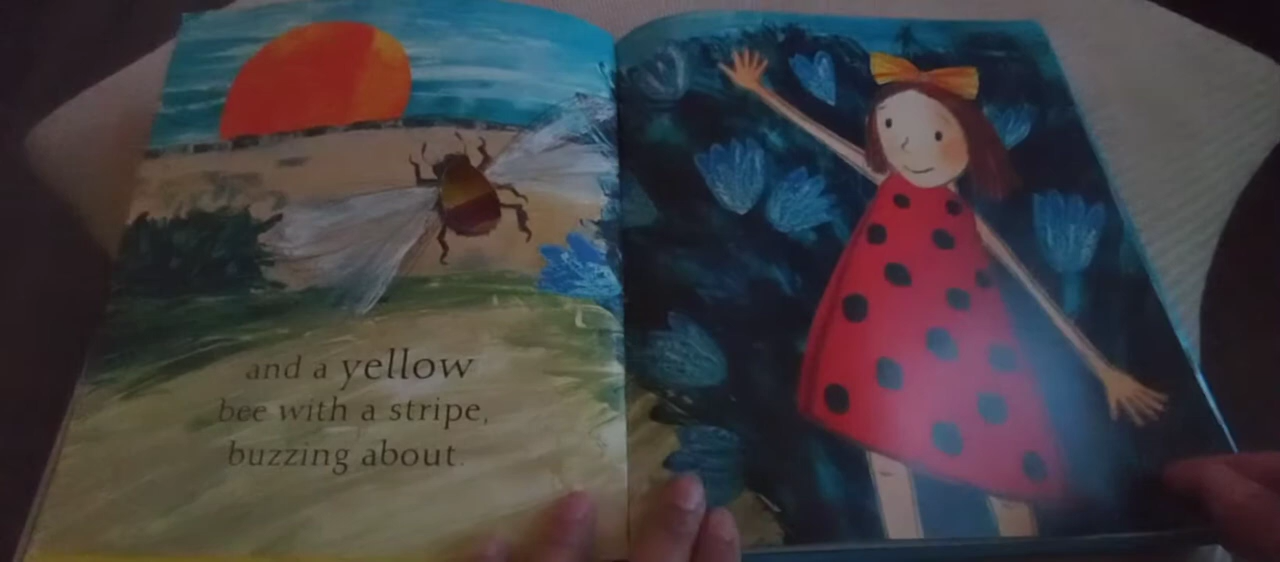 and a yellow
bee with a stripe,
buzzing about.